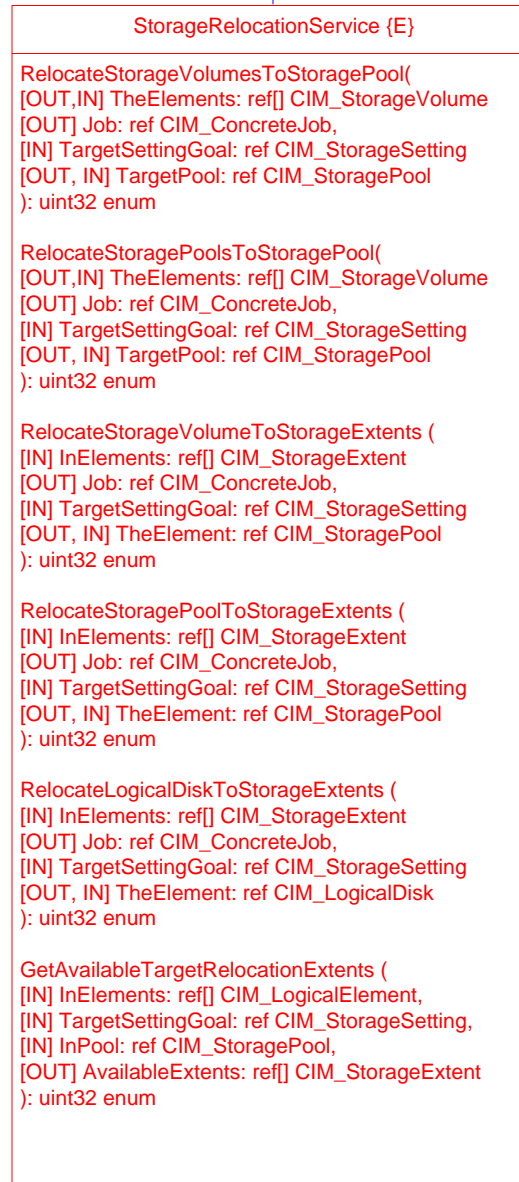 StorageRelocationService {E}
RelocateStorageVolumesToStoragePool(
[OUT,IN] TheElements: ref[] CIM_StorageVolume
[OUT] Job: ref CIM_ConcreteJob,
[IN] TargetSettingGoal: ref CIM_StorageSetting
[OUT, IN] TargetPool: ref CIM_StoragePool
): uint32 enum
RelocateStoragePoolsToStoragePool(
[OUT,IN] TheElements: ref[] CIM_StorageVolume
[OUT] Job: ref CIM_ConcreteJob,
[IN] TargetSettingGoal: ref CIM_StorageSetting
[OUT, IN] TargetPool: ref CIM_StoragePool
): uint32 enum
RelocateStorageVolumeToStorageExtents (
[IN] InElements: ref[] CIM_StorageExtent
[OUT] Job: ref CIM_ConcreteJob,
[IN] TargetSettingGoal: ref CIM_StorageSetting
[OUT, IN] TheElement: ref CIM_StoragePool
): uint32 enum
RelocateStoragePoolToStorageExtents (
[IN] InElements: ref[] CIM_StorageExtent
[OUT] Job: ref CIM_ConcreteJob,
[IN] TargetSettingGoal: ref CIM_StorageSetting
[OUT, IN] TheElement: ref CIM_StoragePool
): uint32 enum
RelocateLogicalDiskToStorageExtents (
[IN] InElements: ref[] CIM_StorageExtent
[OUT] Job: ref CIM_ConcreteJob,
[IN] TargetSettingGoal: ref CIM_StorageSetting
[OUT, IN] TheElement: ref CIM_LogicalDisk
): uint32 enum
GetAvailableTargetRelocationExtents (
[IN] InElements: ref[] CIM_LogicalElement,
[IN] TargetSettingGoal: ref CIM_StorageSetting,
[IN] InPool: ref CIM_StoragePool,
[OUT] AvailableExtents: ref[] CIM_StorageExtent
): uint32 enum